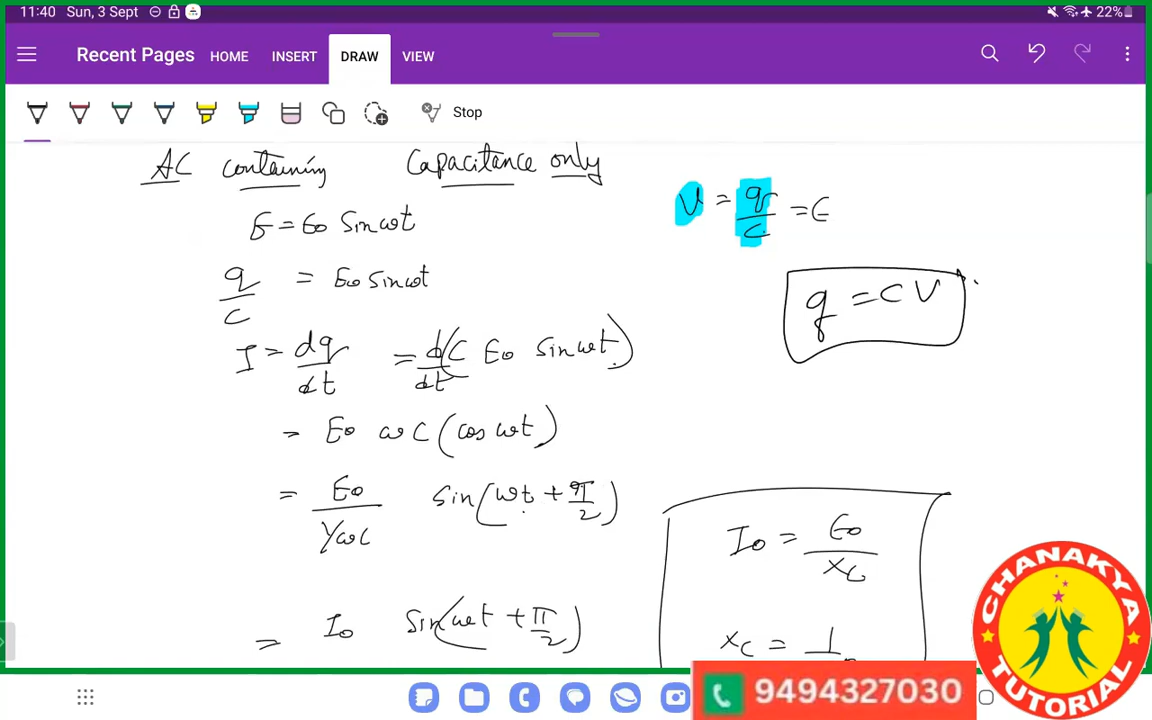 11:40 Sun, 3 Sept 22%
Recent Pages HOME INSERT DRAW VIEW
Stop
AC containing Capacitance only
E = E₀ Sin ωt
V = q/C = E
q/C = E₀ sin ωt
q = CV
I = dq/dt = d/dt (C E₀ sin ωt)
= E₀ ωC (cos ωt)
= E₀/(1/ωC) sin(ωt + π/2)
I₀ = E₀/Xc
= I₀ Sin(ωt + π/2)
Xc = 1
CHANAKYA
TUTORIAL
9494327030